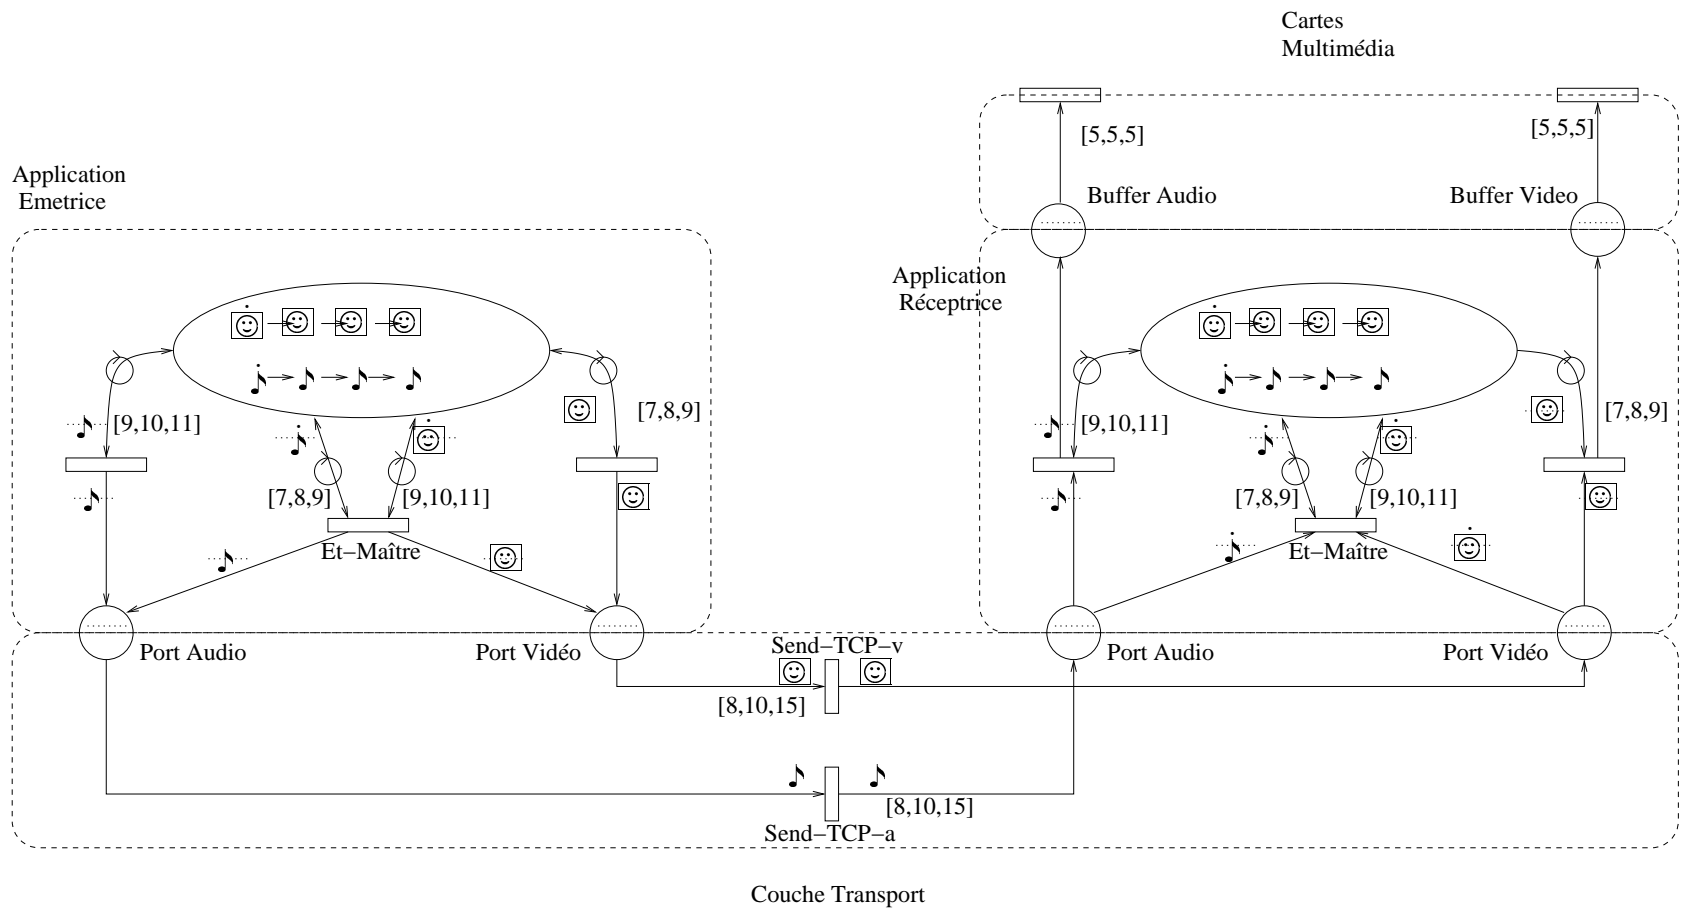 Cartes
Multimédia
[5,5,5]
[5,5,5]
Application
Emetrice
Buffer Audio
Buffer Video
Application
Réceptrice
[9,10,11]
[7,8,9]
[9,10,11]
[7,8,9]
[7,8,9]
[9,10,11]
[7,8,9]
[9,10,11]
Et−Maître
Et−Maître
Port Audio
Port Vidéo
Send−TCP−v
Port Audio
Port Vidéo
[8,10,15]
[8,10,15]
Send−TCP−a
Couche Transport